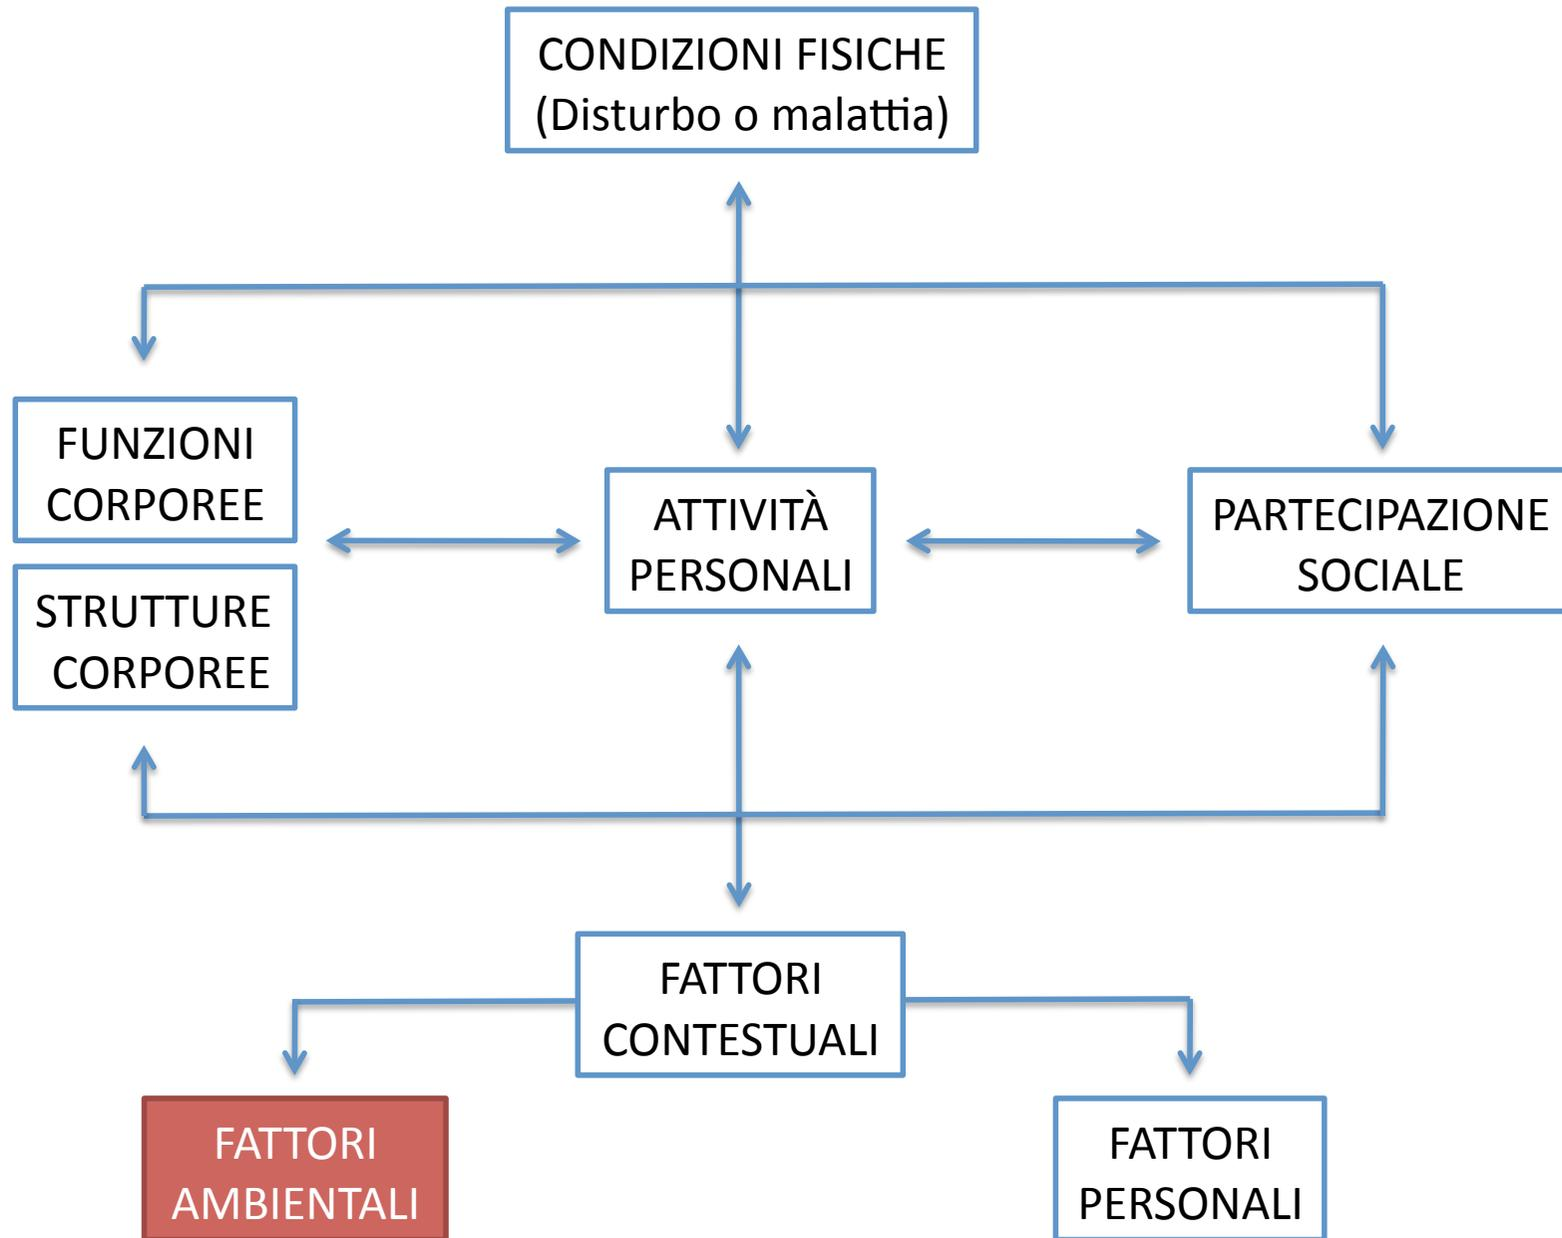 CONDIZIONI FISICHE
(Disturbo o malattia)
FUNZIONI
CORPOREE
STRUTTURE
CORPOREE
ATTIVITÀ
PERSONALI
PARTECIPAZIONE
SOCIALE
FATTORI
CONTESTUALI
FATTORI
AMBIENTALI
FATTORI
PERSONALI